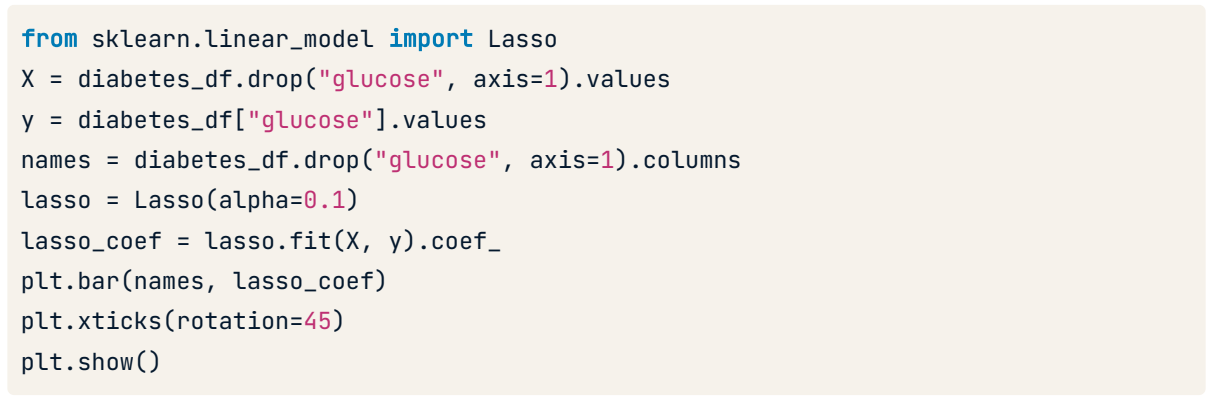 from sklearn.linear_model import Lasso
X = diabetes_df.drop("glucose", axis=1).values
y = diabetes_df["glucose"].values
names = diabetes_df.drop("glucose", axis=1).columns
lasso = Lasso(alpha=0.1)
lasso_coef = lasso.fit(X, y).coef_
plt.bar(names, lasso_coef)
plt.xticks(rotation=45)
plt.show()